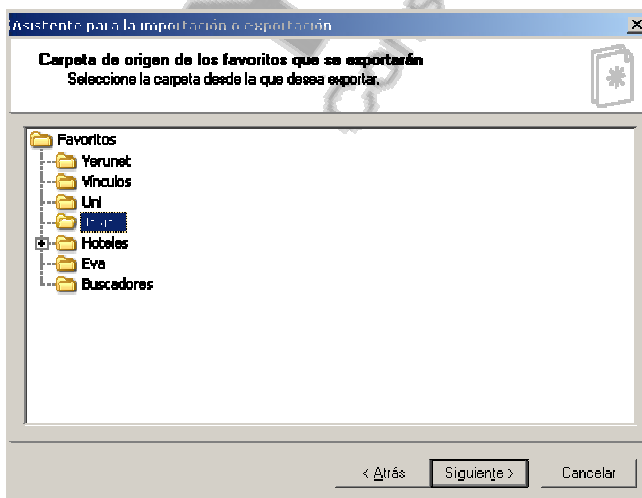 Asistente para la importación o exportación
Carpeta de origen de los favoritos que se exportarán
Seleccione la carpeta desde la que desea exportar.
Favoritos
Yerunet
Vínculos
Uni
Hoteles
Eva
Buscadores
< Atrás
Siguiente >
Cancelar